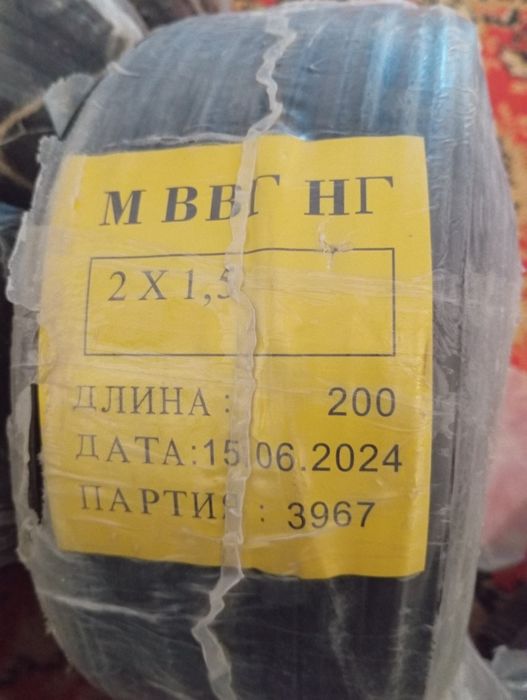 М ВВГ НГ
2 X 1,5
ДЛИНА : 200
ДАТА:15.06.2024
ПАРТИЯ : 3967